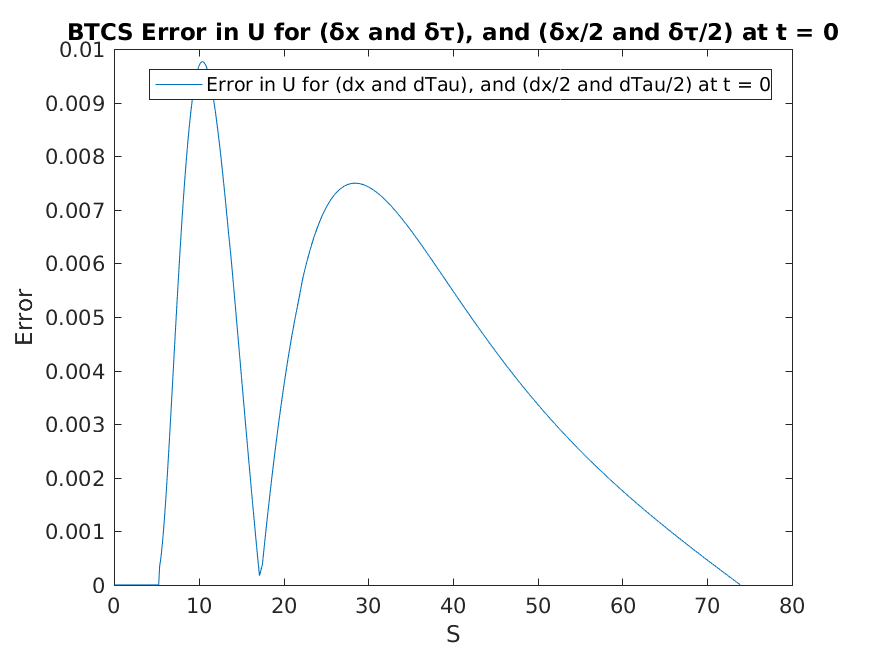 BTCS Error in U for (δx and δτ), and (δx/2 and δτ/2) at t = 0
0.01
Error in U for (dx and dTau), and (dx/2 and dTau/2) at t = 0
0.009
0.008
0.007
0.006
0.005
0.004
0.003
0.002
0.001
0
Error
0 10 20 30 40 50 60 70 80
S